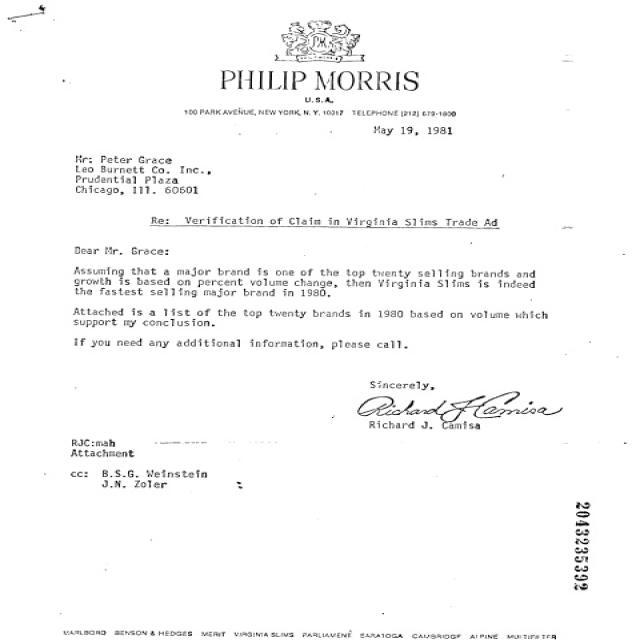 PHILIP MORRIS
U.S.A.
100 PARK AVENUE, NEW YORK, N. Y. 10017 TELEPHONE (212) 679-1800
May 19, 1981
Mr: Peter Grace
Leo Burnett Co. Inc.,
Prudential Plaza
Chicago, Ill. 60601
Re: Verification of Claim in Virginia Slims Trade Ad
Dear Mr. Grace:
Assuming that a major brand is one of the top twenty selling brands and
growth is based on percent volume change, then Virginia Slims is indeed
the fastest selling major brand in 1980.
Attached is a list of the top twenty brands in 1980 based on volume which
support my conclusion.
If you need any additional information, please call.
Sincerely,
Richard J Camisa
Richard J. Camisa
RJC:mah
Attachment
cc: B.S.G. Weinstein
J.N. Zoler
2043235392
MARLBORO BENSON & HEDGES MERIT VIRGINIA SLIMS PARLIAMENT SARATOGA CAMBRIDGE ALPINE MULTIFILTER